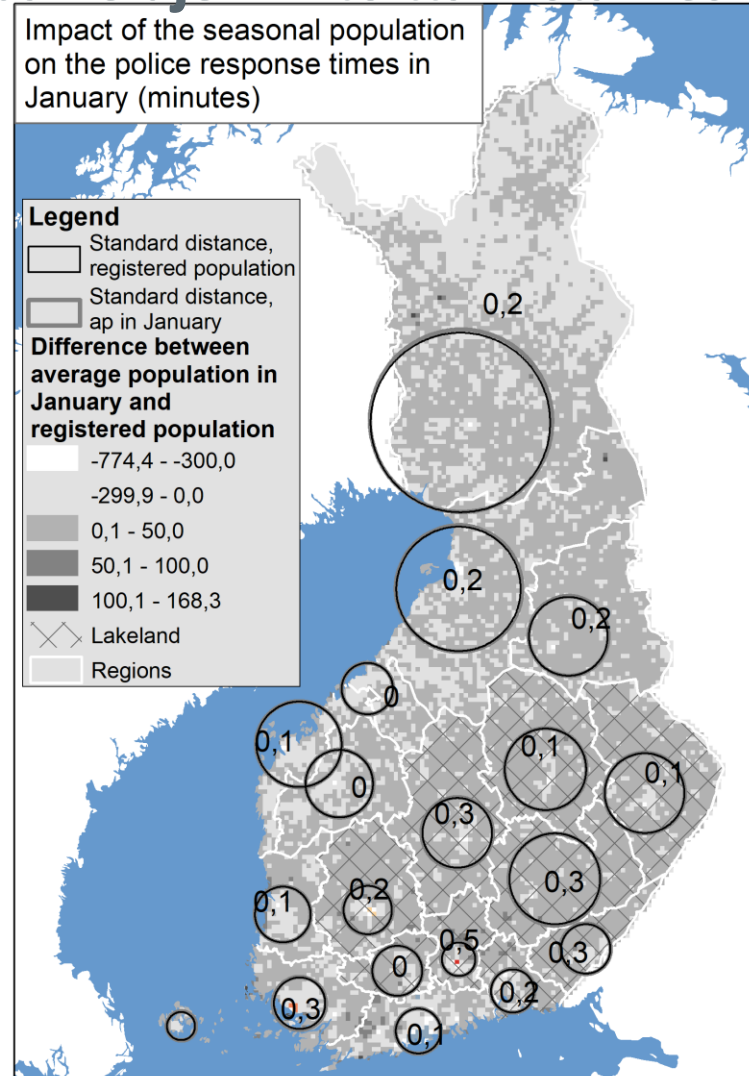 Impact of the seasonal population
on the police response times in
January (minutes)
Legend
Standard distance,
registered population
Standard distance,
ap in January
Difference between
average population in
January and
registered population
-774,4 - -300,0
-299,9 - 0,0
0,1 - 50,0
50,1 - 100,0
100,1 - 168,3
Lakeland
Regions
0,2
0,2
0,2
0
0,1
0
0,1
0,1
0,3
0,3
0,2
0,1
0,5
0,3
0
0,2
0,3
0,1